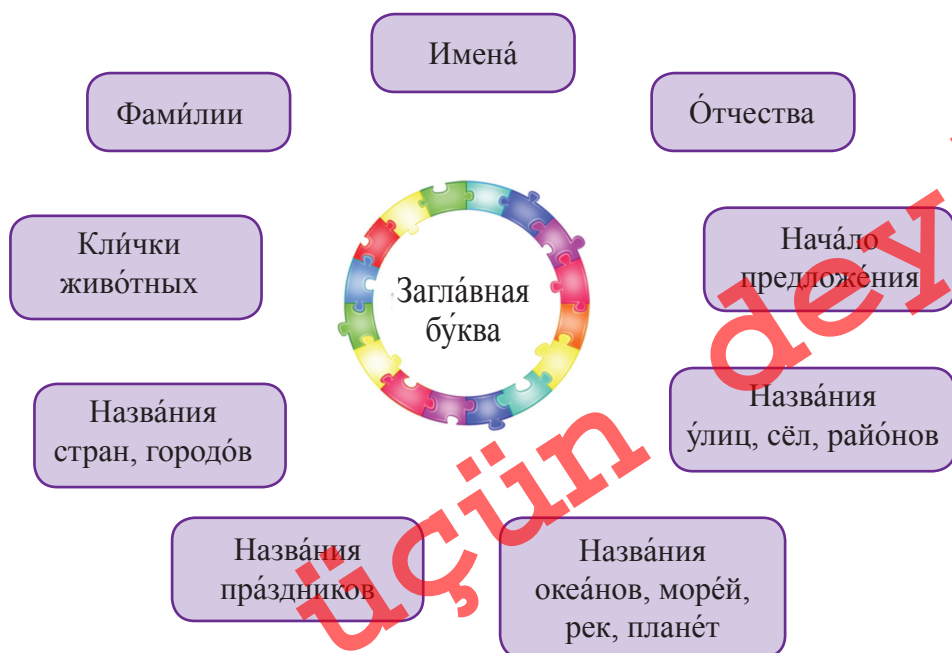 Имена́
Фами́лии
О́тчества
Кли́чки
живо́тных
Нача́ло
предложе́ния
Загла́вная
бу́ква
Назва́ния
стран, городо́в
Назва́ния
у́лиц, сёл, райо́нов
Назва́ния
пра́здников
Назва́ния
океа́нов, море́й,
рек, плане́т
üçün dey